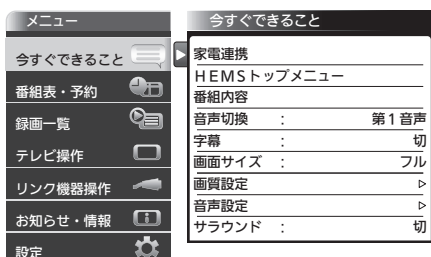 メニュー
今すぐできること
番組表・予約
録画一覧
テレビ操作
リンク機器操作
お知らせ・情報
設定
今すぐできること
家電連携
ＨＥＭＳトップメニュー
番組内容
音声切換 : 第１音声
字幕 : 切
画面サイズ : フル
画質設定
音声設定
サラウンド : 切